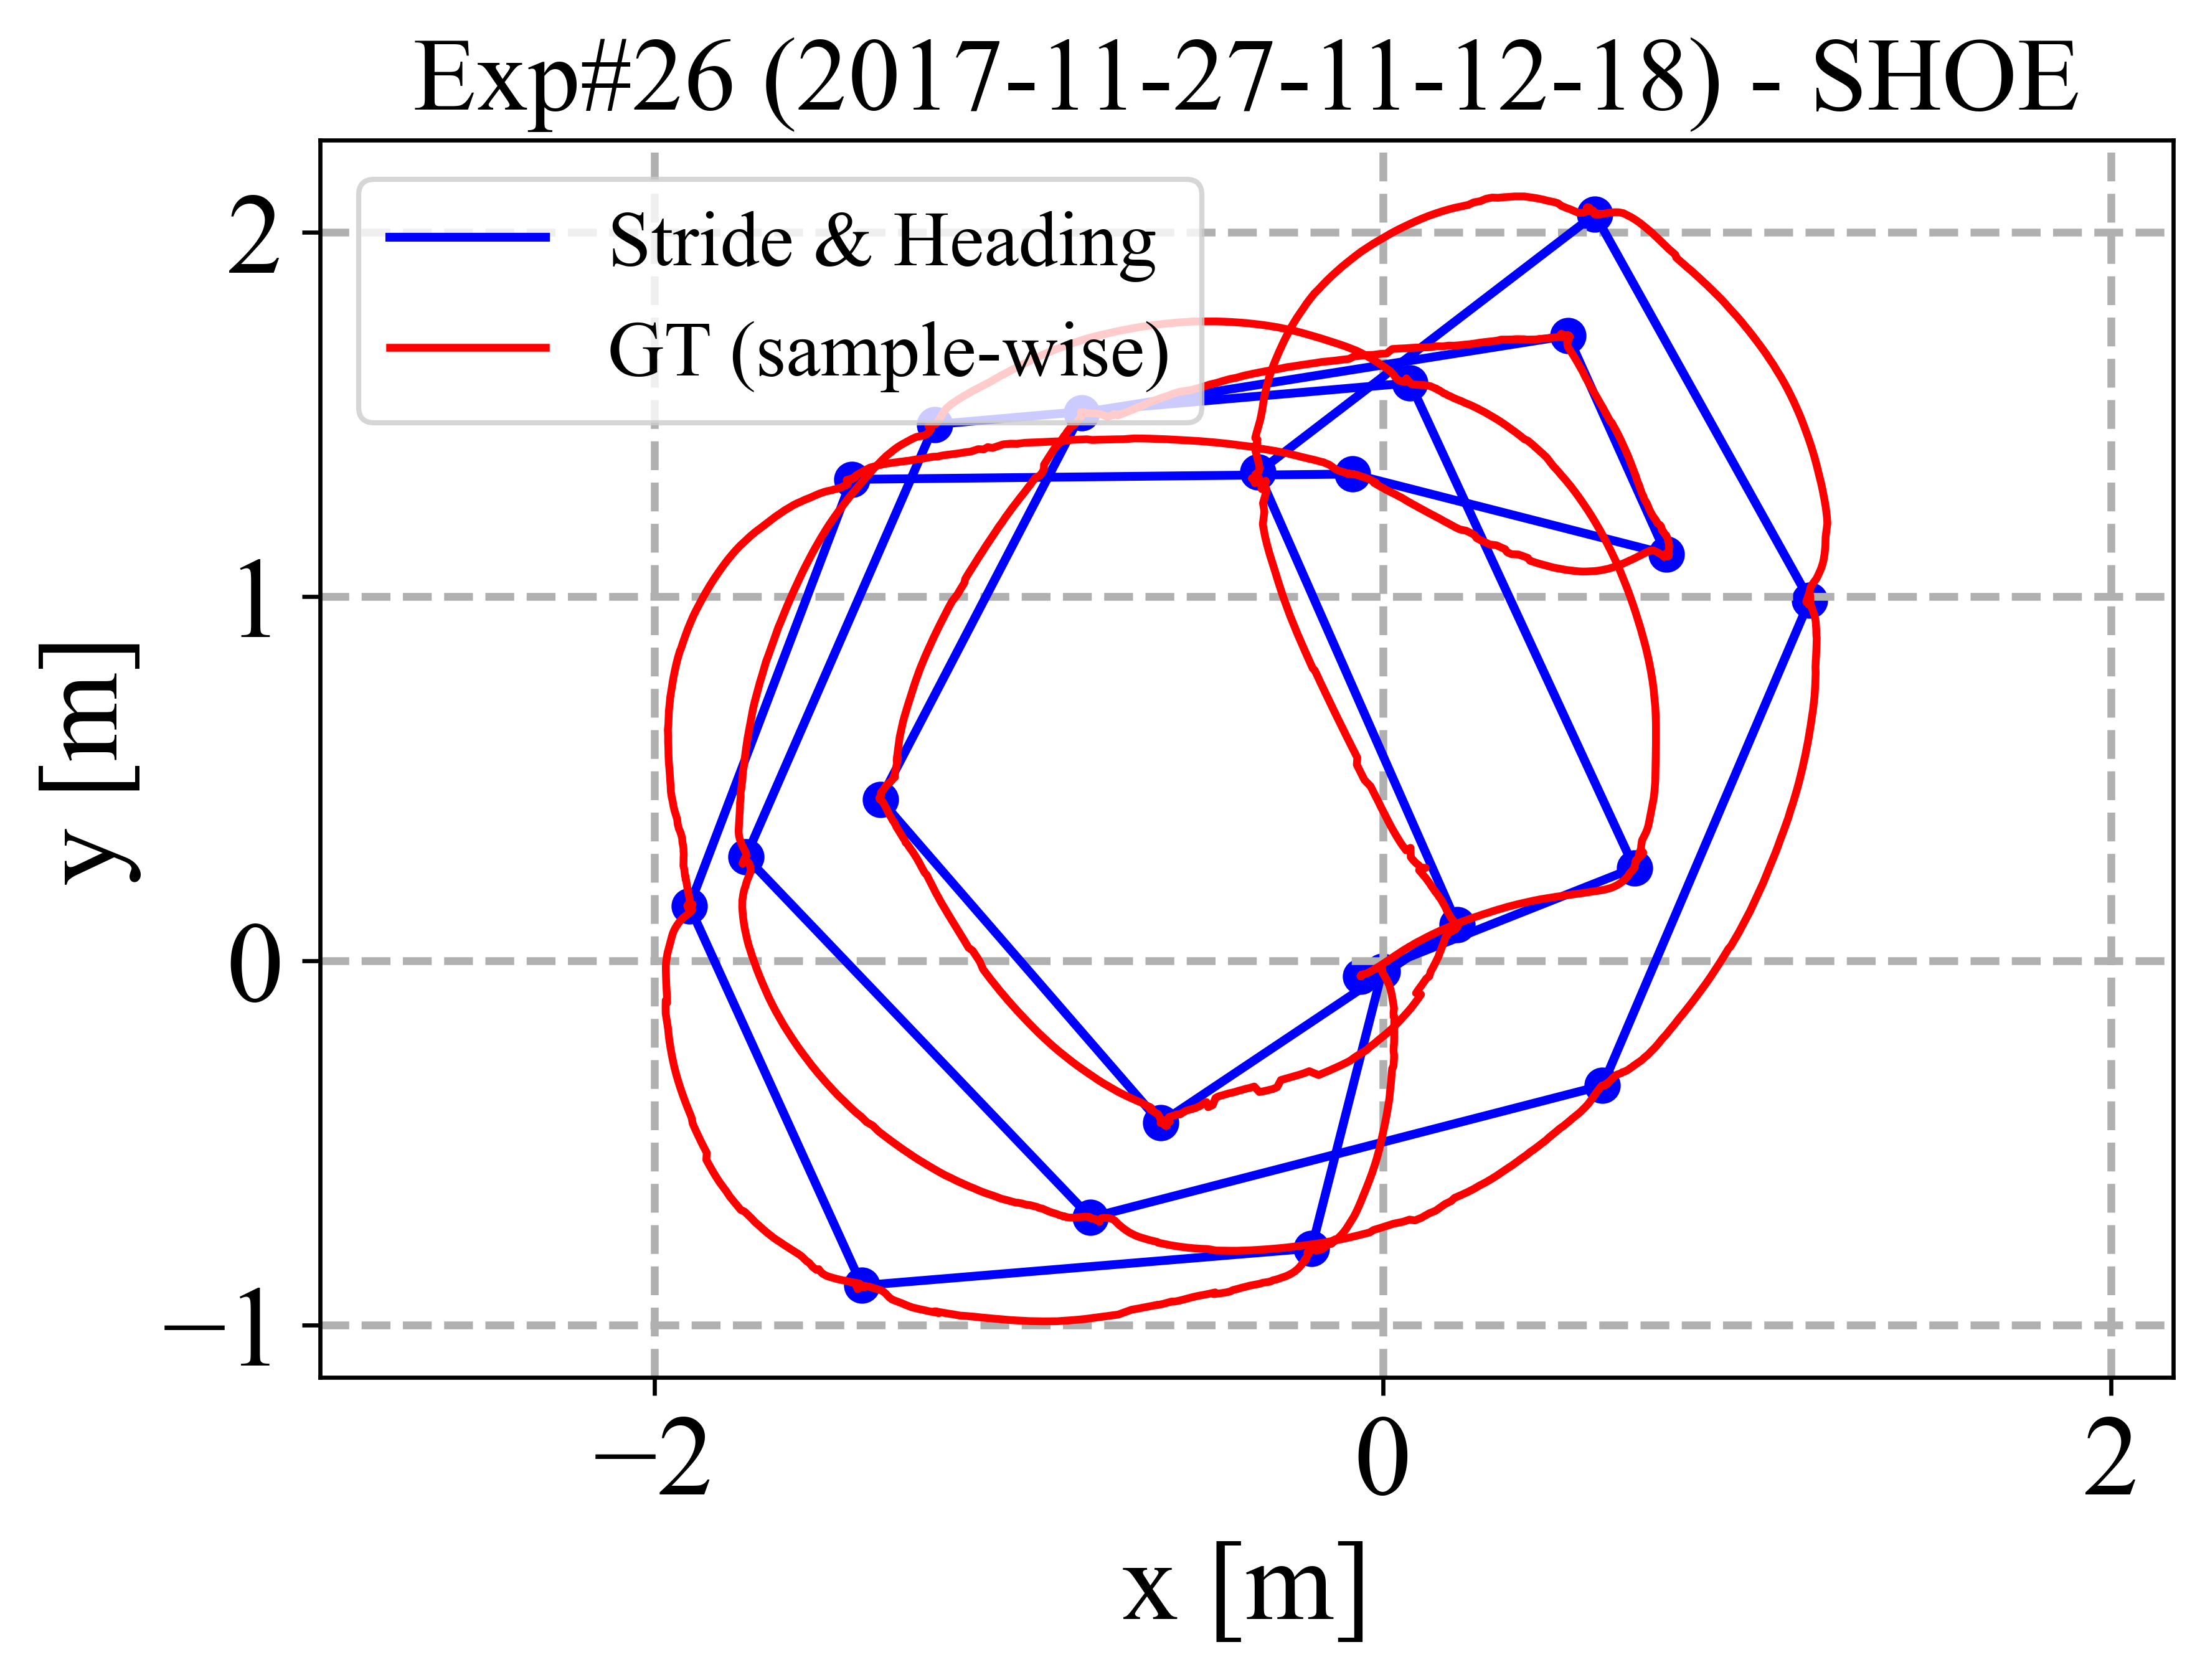 Exp#26 (2017-11-27-11-12-18) - SHOE
Stride & Heading
GT (sample-wise)
2
1
0
−1
y [m]
−2
0
2
x [m]